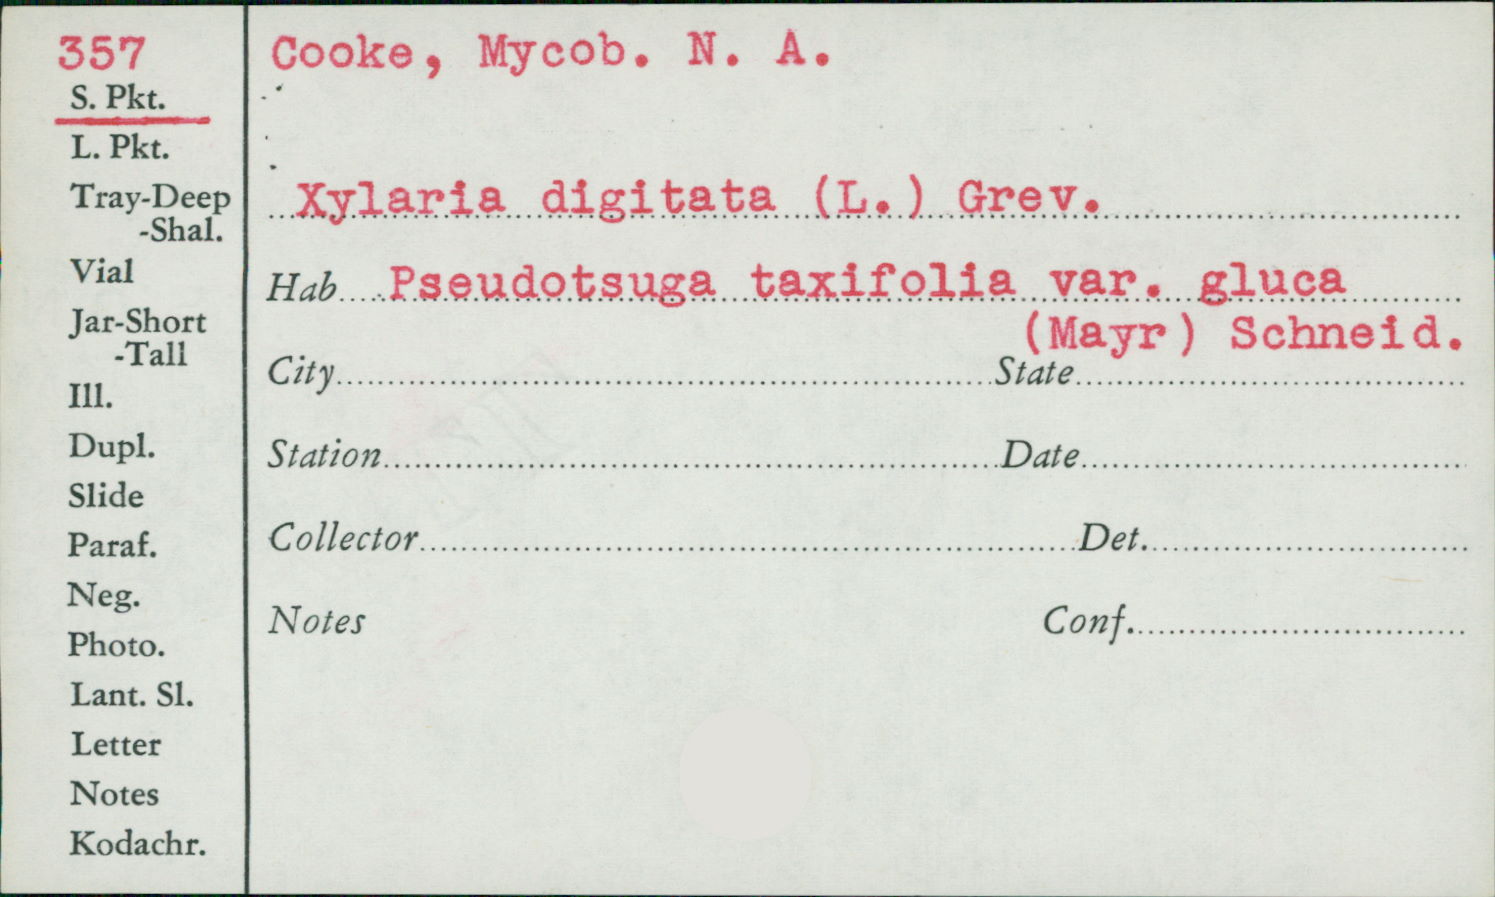 357
S. Pkt.
L. Pkt.
Tray-Deep
-Shal.
Vial
Jar-Short
-Tall
Ill.
Dupl.
Slide
Paraf.
Neg.
Photo.
Lant. Sl.
Letter
Notes
Kodachr.
Cooke, Mycob. N. A.
Xylaria digitata (L.) Grev.
Hab. Pseudotsuga taxifolia var. gluca
(Mayr) Schneid.
City State
Station Date
Collector Det.
Notes Conf.